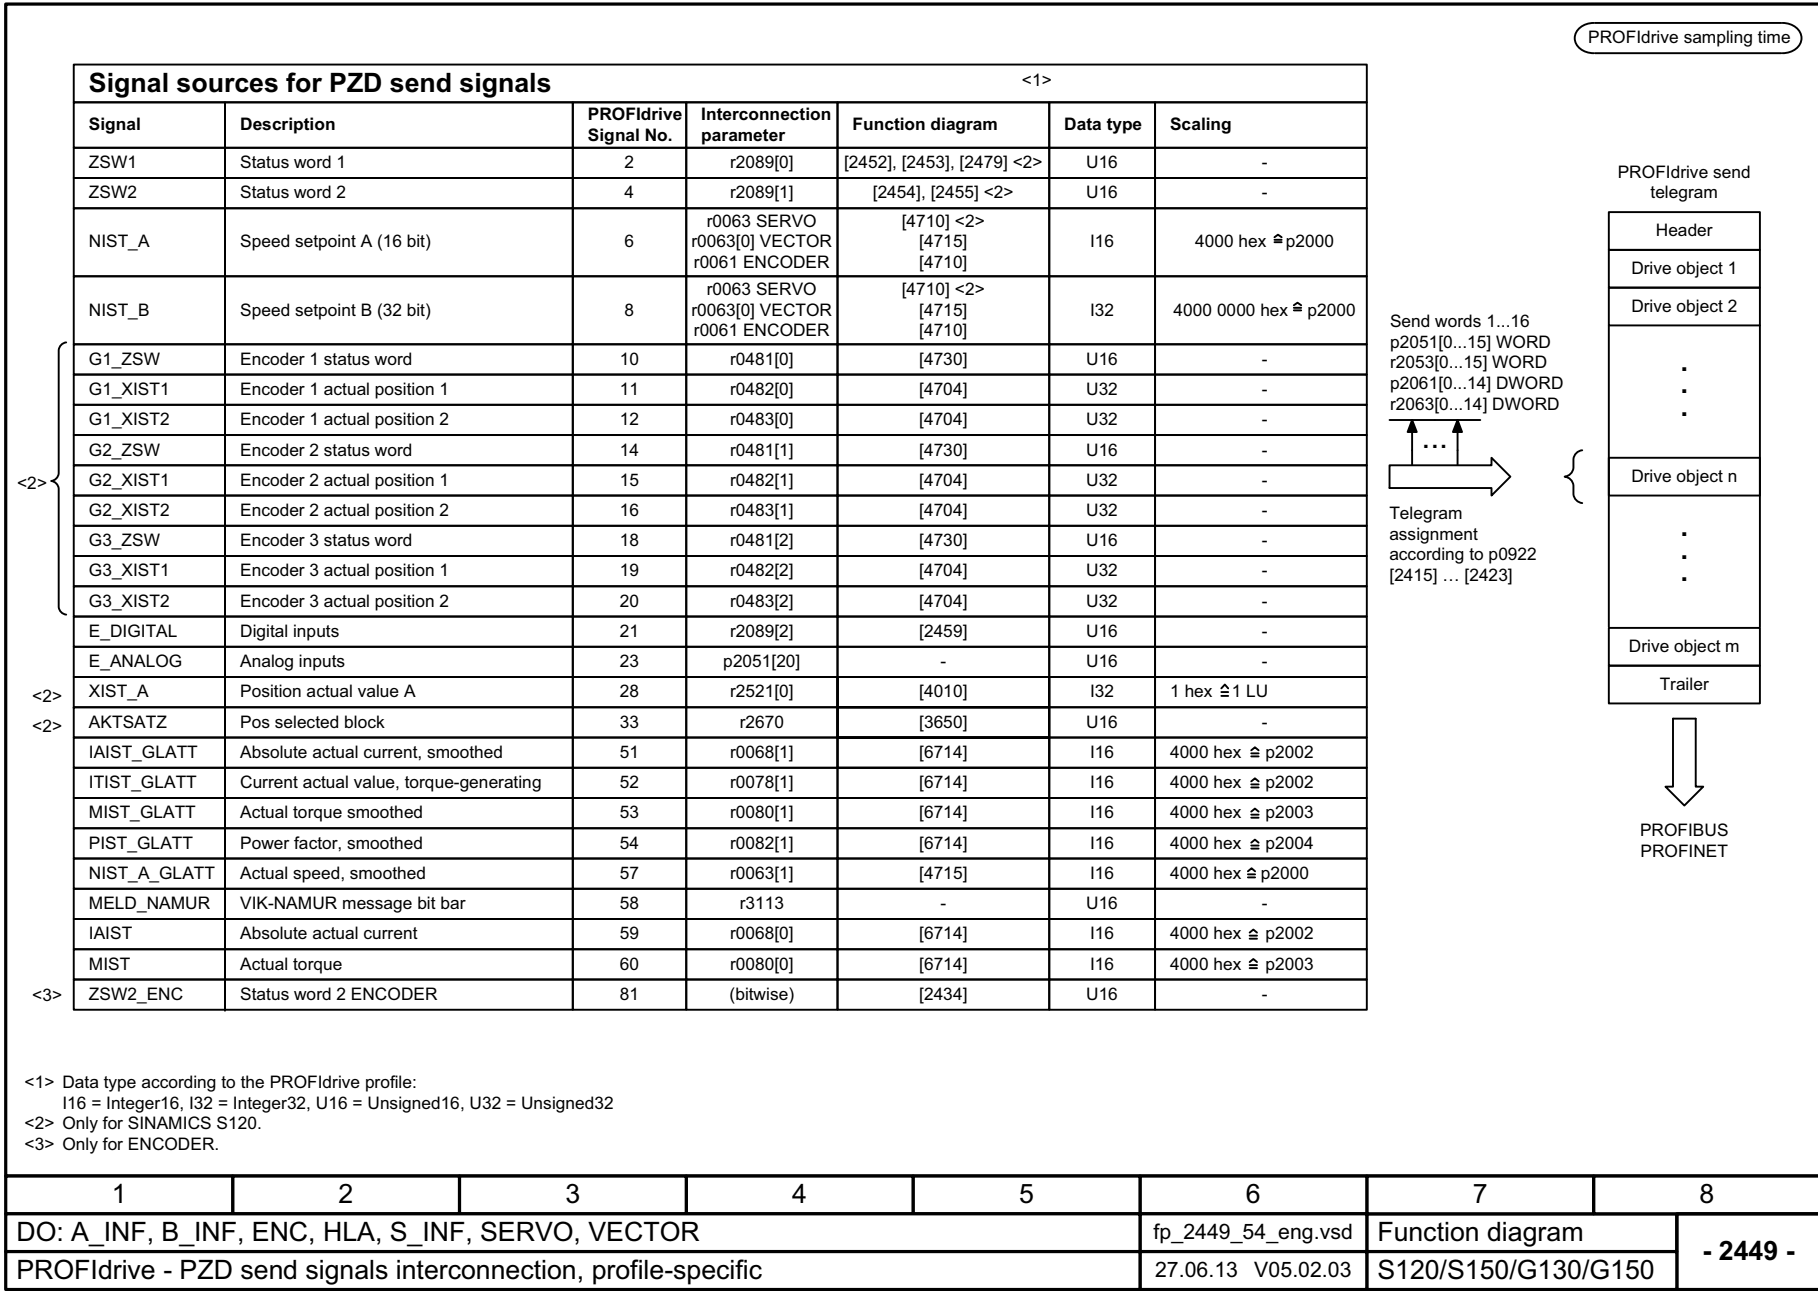 PROFIdrive sampling time
Signal sources for PZD send signals <1>
Signal Description PROFIdrive Signal No. Interconnection parameter Function diagram Data type Scaling
ZSW1 Status word 1 2 r2089[0] [2452], [2453], [2479] <2> U16 -
ZSW2 Status word 2 4 r2089[1] [2454], [2455] <2> U16 -
r0063 SERVO [4710] <2>
NIST_A Speed setpoint A (16 bit) 6 r0063[0] VECTOR [4715] I16 4000 hex ≙ p2000
r0061 ENCODER [4710]
r0063 SERVO [4710] <2>
NIST_B Speed setpoint B (32 bit) 8 r0063[0] VECTOR [4715] I32 4000 0000 hex ≙ p2000
r0061 ENCODER [4710]
G1_ZSW Encoder 1 status word 10 r0481[0] [4730] U16 -
G1_XIST1 Encoder 1 actual position 1 11 r0482[0] [4704] U32 -
G1_XIST2 Encoder 1 actual position 2 12 r0483[0] [4704] U32 -
G2_ZSW Encoder 2 status word 14 r0481[1] [4730] U16 -
<2> G2_XIST1 Encoder 2 actual position 1 15 r0482[1] [4704] U32 -
G2_XIST2 Encoder 2 actual position 2 16 r0483[1] [4704] U32 -
G3_ZSW Encoder 3 status word 18 r0481[2] [4730] U16 -
G3_XIST1 Encoder 3 actual position 1 19 r0482[2] [4704] U32 -
G3_XIST2 Encoder 3 actual position 2 20 r0483[2] [4704] U32 -
E_DIGITAL Digital inputs 21 r2089[2] [2459] U16 -
E_ANALOG Analog inputs 23 p2051[20] - U16 -
<2> XIST_A Position actual value A 28 r2521[0] [4010] I32 1 hex ≙ 1 LU
<2> AKTSATZ Pos selected block 33 r2670 [3650] U16 -
IAIST_GLATT Absolute actual current, smoothed 51 r0068[1] [6714] I16 4000 hex ≙ p2002
ITIST_GLATT Current actual value, torque-generating 52 r0078[1] [6714] I16 4000 hex ≙ p2002
MIST_GLATT Actual torque smoothed 53 r0080[1] [6714] I16 4000 hex ≙ p2003
PIST_GLATT Power factor, smoothed 54 r0082[1] [6714] I16 4000 hex ≙ p2004
NIST_A_GLATT Actual speed, smoothed 57 r0063[1] [4715] I16 4000 hex ≙ p2000
MELD_NAMUR VIK-NAMUR message bit bar 58 r3113 - U16 -
IAIST Absolute actual current 59 r0068[0] [6714] I16 4000 hex ≙ p2002
MIST Actual torque 60 r0080[0] [6714] I16 4000 hex ≙ p2003
<3> ZSW2_ENC Status word 2 ENCODER 81 (bitwise) [2434] U16 -
Send words 1...16
p2051[0...15] WORD
r2053[0...15] WORD
p2061[0...14] DWORD
r2063[0...14] DWORD
...
Telegram
assignment
according to p0922
[2415] … [2423]
PROFIdrive send
telegram
Header
Drive object 1
Drive object 2
.
.
.
Drive object n
.
.
.
Drive object m
Trailer
PROFIBUS
PROFINET
<1> Data type according to the PROFIdrive profile:
I16 = Integer16, I32 = Integer32, U16 = Unsigned16, U32 = Unsigned32
<2> Only for SINAMICS S120.
<3> Only for ENCODER.
1 2 3 4 5 6 7 8
DO: A_INF, B_INF, ENC, HLA, S_INF, SERVO, VECTOR fp_2449_54_eng.vsd Function diagram
- 2449 -
PROFIdrive - PZD send signals interconnection, profile-specific 27.06.13 V05.02.03 S120/S150/G130/G150